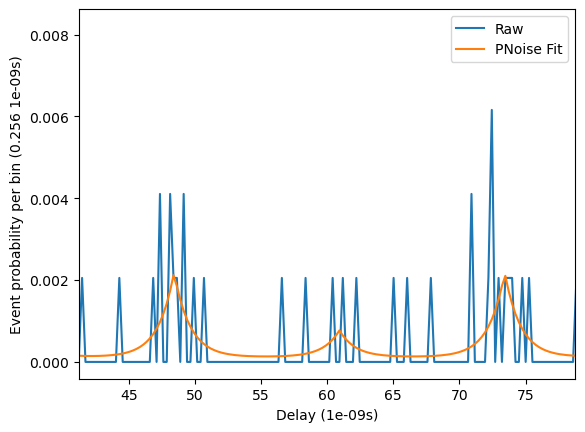 Raw
PNoise Fit
Event probability per bin (0.256 1e-09s)
0.008
0.006
0.004
0.002
0.000
45 50 55 60 65 70 75
Delay (1e-09s)